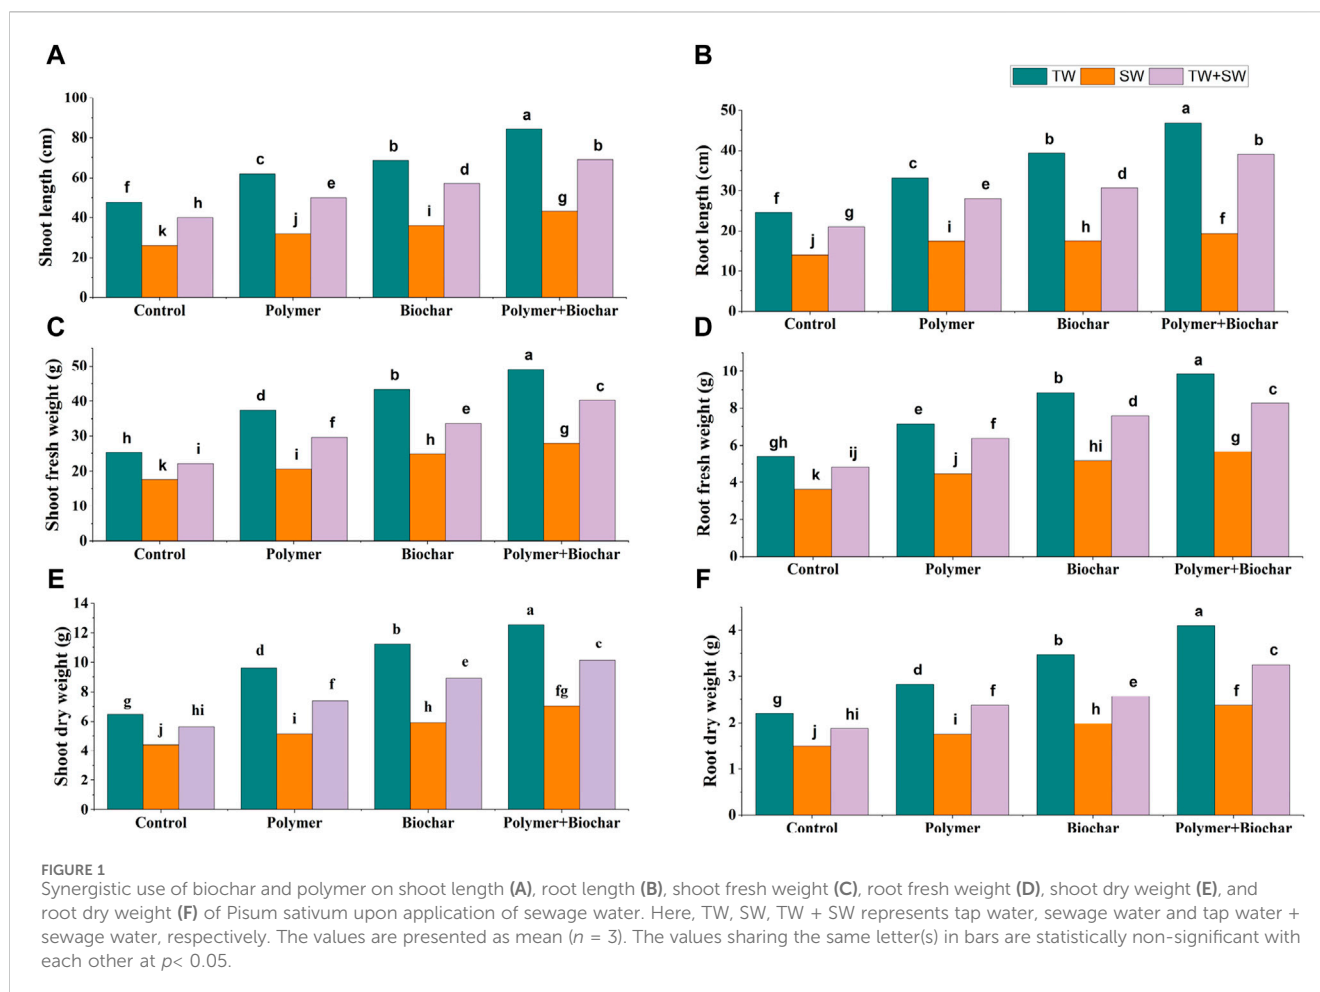 A
B
TW SW TW+SW
Shoot length (cm)
100
80
60
40
20
0
f k h c j e b i d a g b
Control Polymer Biochar Polymer+Biochar
Root length (cm)
50
40
30
20
10
0
f j g c i e b h d a f b
Control Polymer Biochar Polymer+Biochar
C
D
Shoot fresh weight (g)
50
40
30
20
10
0
h k i d i f b h e a g c
Control Polymer Biochar Polymer+Biochar
Root fresh weight (g)
10
8
6
4
2
0
gh k ij e j f b hi d a g c
Control Polymer Biochar Polymer+Biochar
E
F
Shoot dry weight (g)
14
12
10
8
6
4
2
0
g j hi d i f b h e a fg c
Control Polymer Biochar Polymer+Biochar
Root dry weight (g)
4
3
2
1
0
g j hi d i f b h e a f c
Control Polymer Biochar Polymer+Biochar
FIGURE 1
Synergistic use of biochar and polymer on shoot length (A), root length (B), shoot fresh weight (C), root fresh weight (D), shoot dry weight (E), and
root dry weight (F) of Pisum sativum upon application of sewage water. Here, TW, SW, TW + SW represents tap water, sewage water and tap water +
sewage water, respectively. The values are presented as mean (n = 3). The values sharing the same letter(s) in bars are statistically non-significant with
each other at p< 0.05.